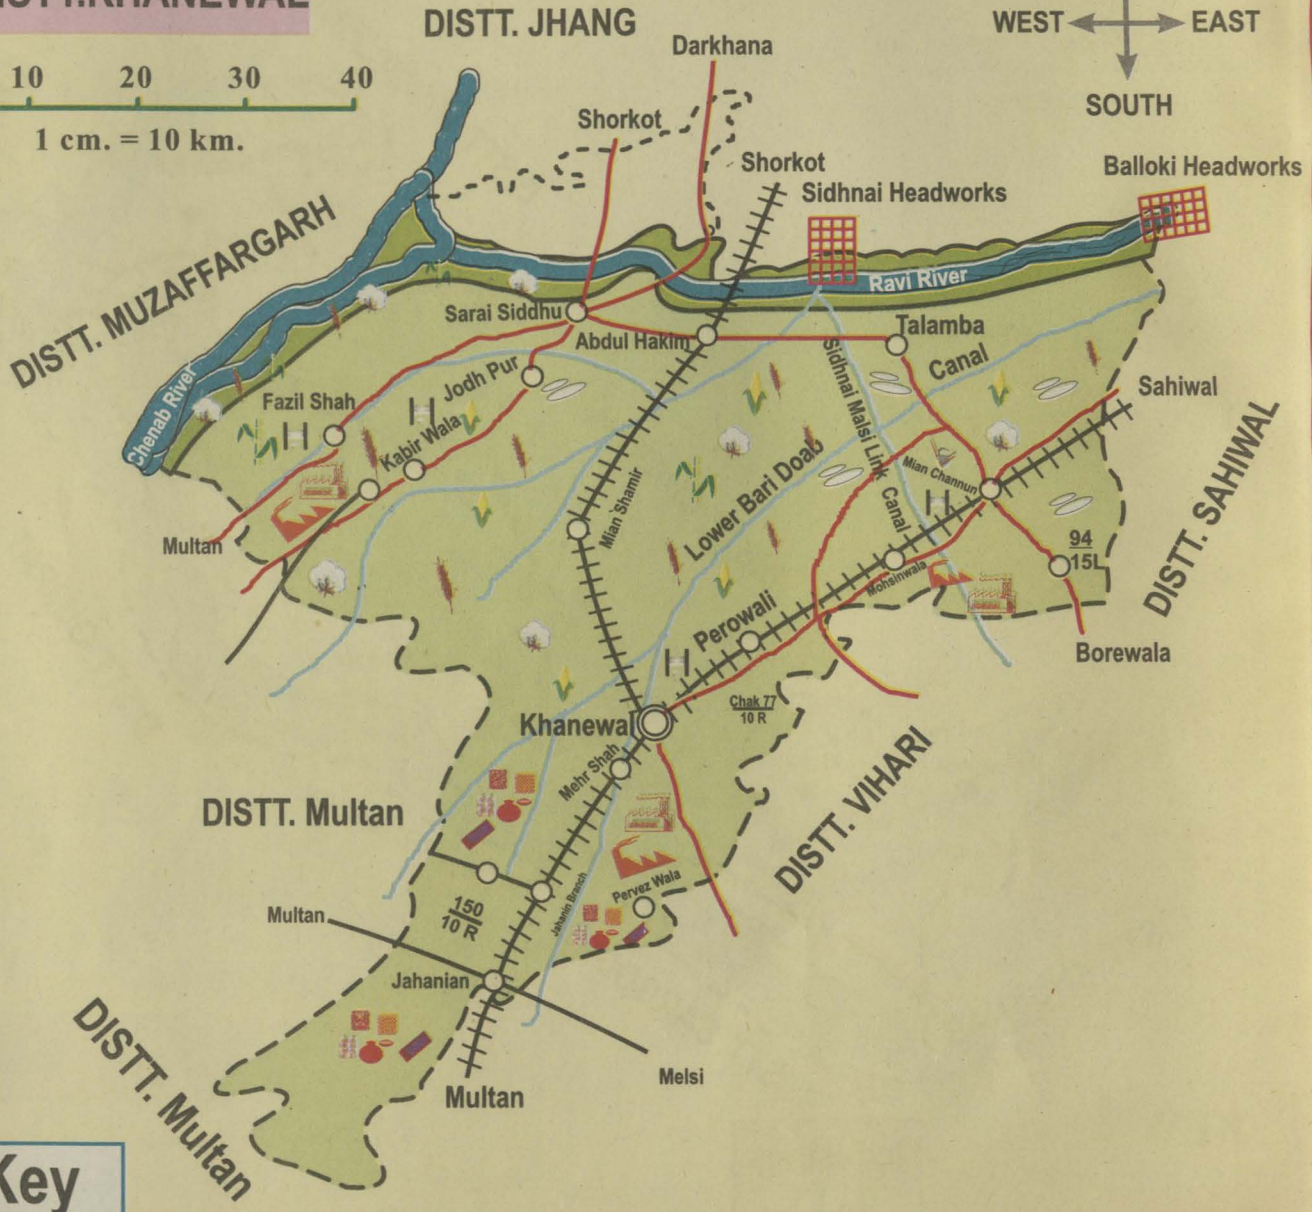 DISTT. JHANG
WEST
EAST
SOUTH
10 20 30 40
1 cm. = 10 km.
Darkhana
Shorkot
Shorkot
Sidhnai Headworks
Balloki Headworks
DISTT. MUZAFFARGARH
Ravi River
Sarai Siddhu
Abdul Hakim
Talamba
Canal
Jodh Pur
Sidhnai Malsi Link Canal
Sahiwal
Chenab River
Fazil Shah
H
H
Kabir Wala
Lower Bari Doab
Mian Channun
H
Mian Shamir
DISTT. SAHIWAL
Multan
94
15L
Mohsinwala
Perowali
H
Borewala
Chak 77
10 R
Khanewal
Mehr Shah
DISTT. VIHARI
DISTT. Multan
Jahanin Branch
Pervez Wala
150
10 R
Multan
Jahanian
Melsi
Multan
DISTT. Multan
Key